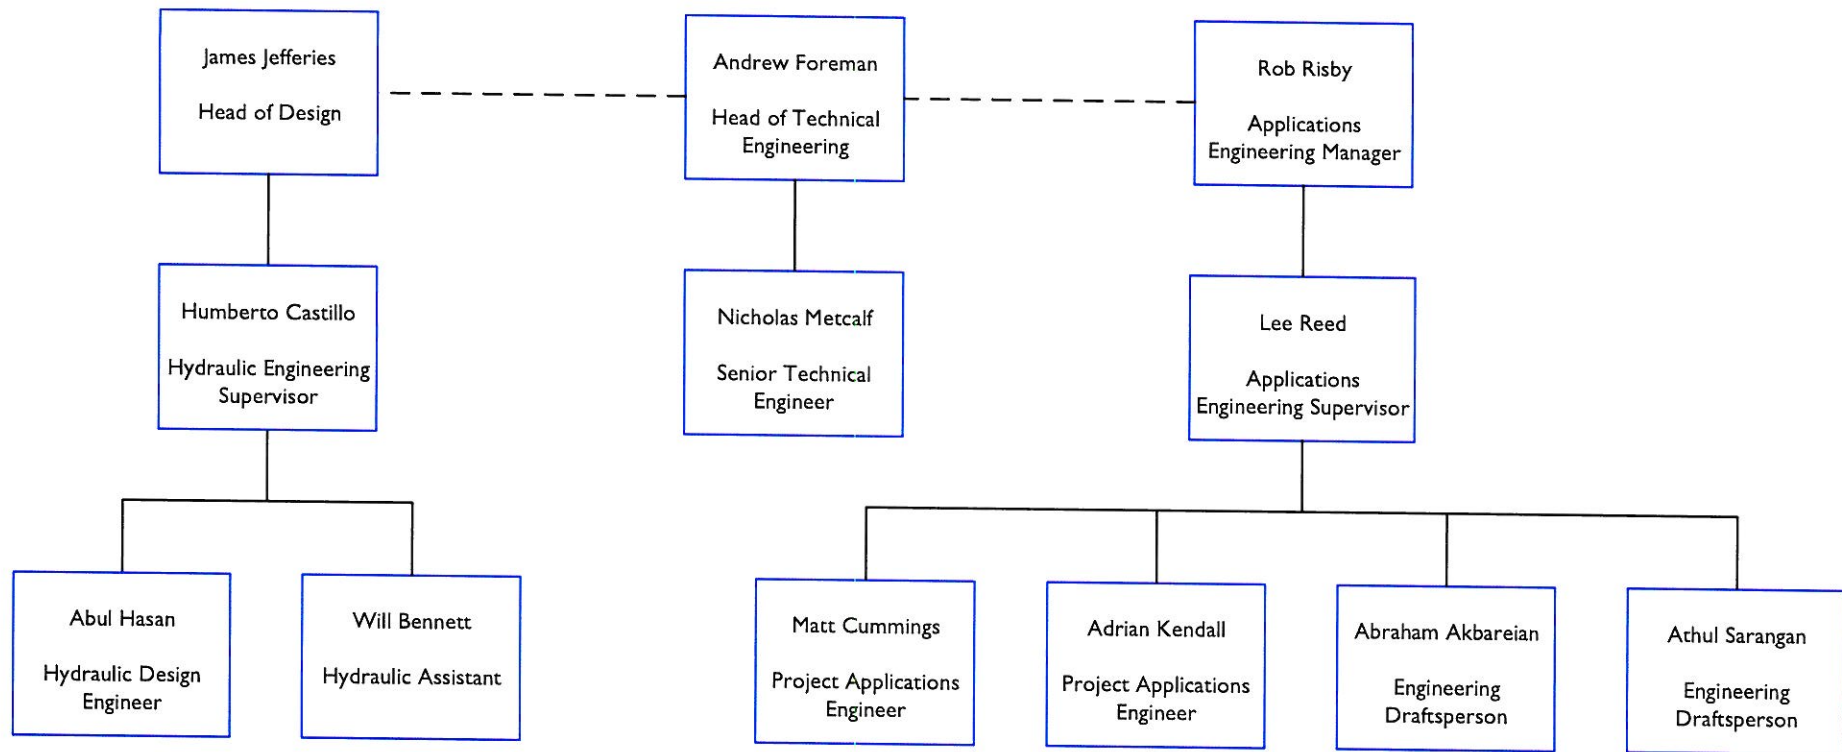 James Jefferies
Head of Design
Andrew Foreman
Head of Technical
Engineering
Rob Risby
Applications
Engineering Manager
Humberto Castillo
Hydraulic Engineering
Supervisor
Nicholas Metcalf
Senior Technical
Engineer
Lee Reed
Applications
Engineering Supervisor
Abul Hasan
Hydraulic Design
Engineer
Will Bennett
Hydraulic Assistant
Matt Cummings
Project Applications
Engineer
Adrian Kendall
Project Applications
Engineer
Abraham Akbareian
Engineering
Draftsperson
Athul Sarangan
Engineering
Draftsperson